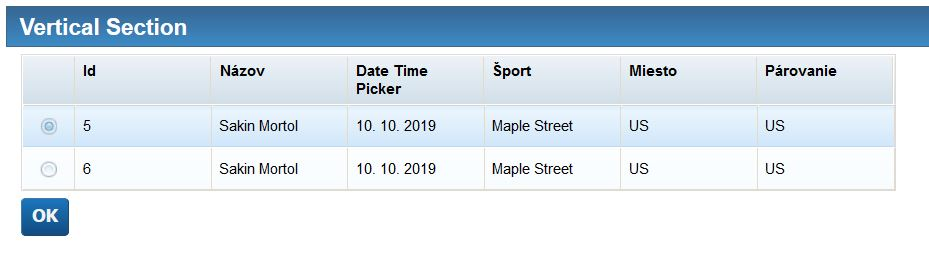 Vertical Section
Id Názov Date Time Picker Šport Miesto Párovanie
5 Sakin Mortol 10. 10. 2019 Maple Street US US
6 Sakin Mortol 10. 10. 2019 Maple Street US US
OK